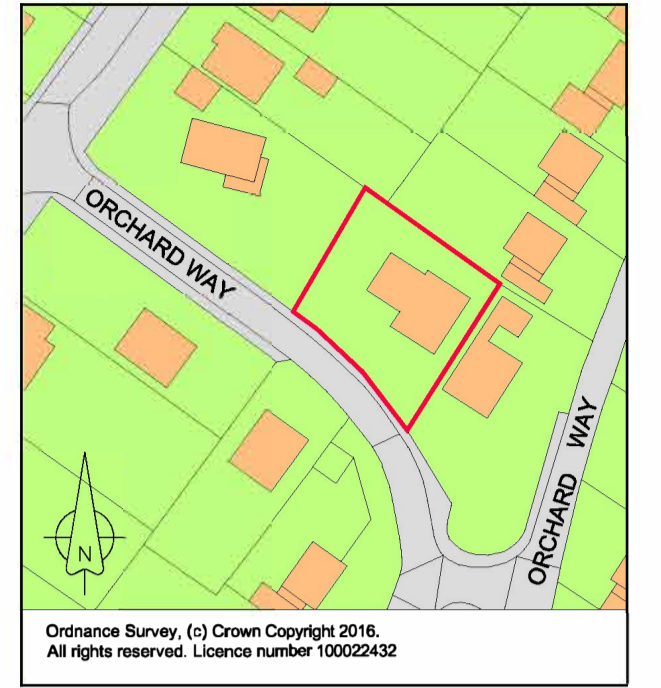 ORCHARD WAY
ORCHARD WAY
N
Ordnance Survey, (c) Crown Copyright 2016.
All rights reserved. Licence number 100022432